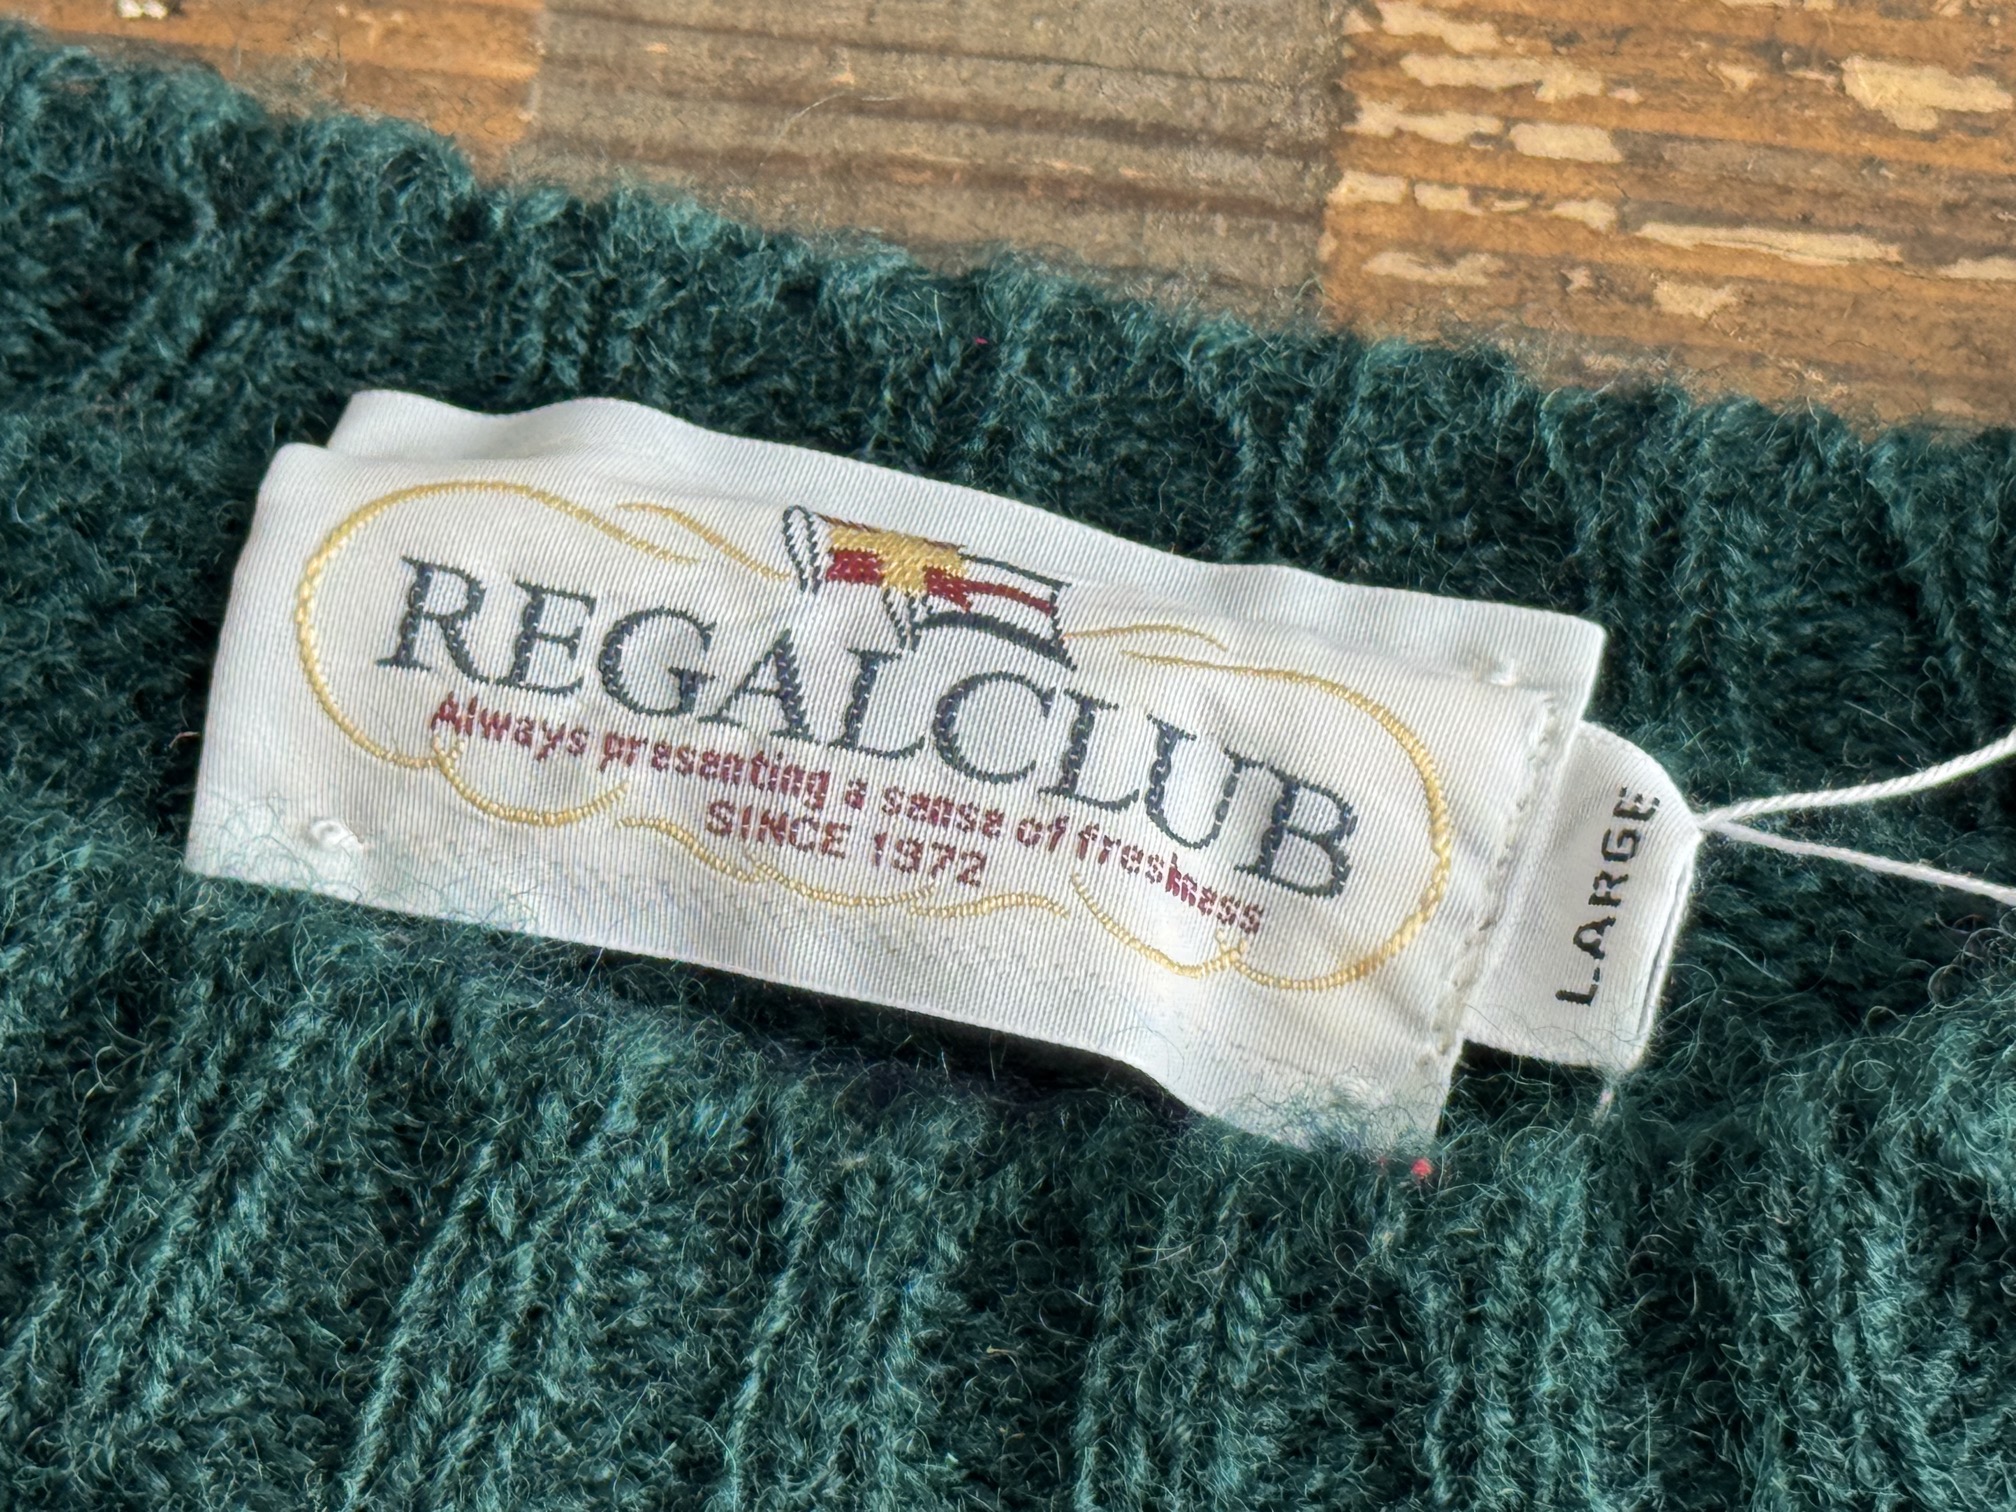 REGALCLUB
Always presenting a sense of freshness
SINCE 1972
LARGE